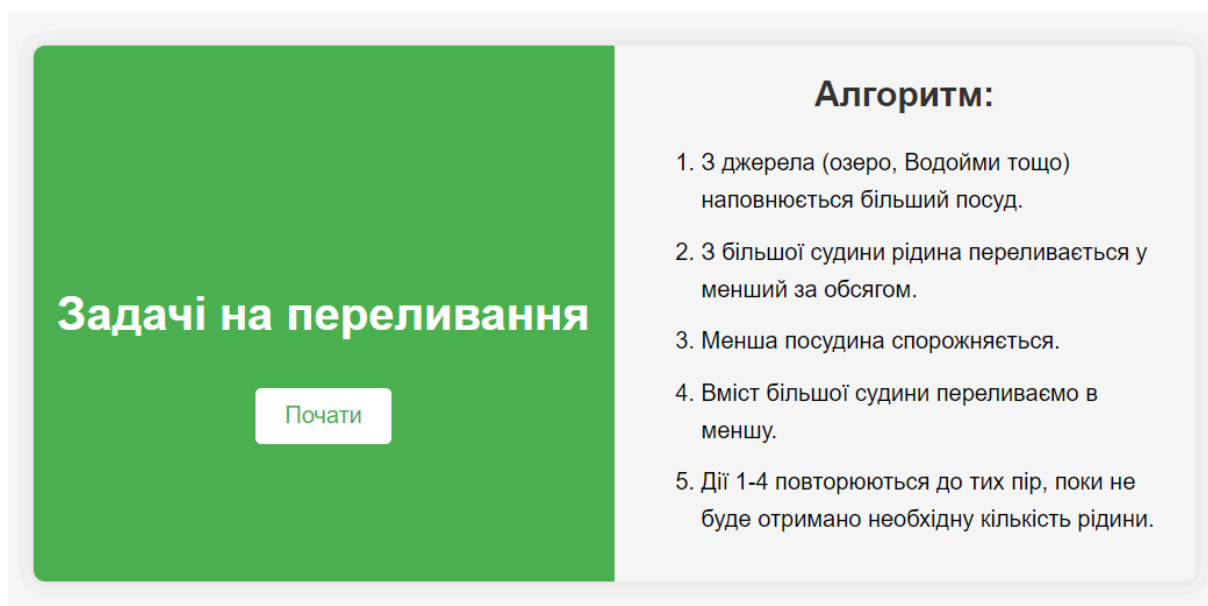 Задачі на переливання
Почати
Алгоритм:
1. З джерела (озеро, Водойми тощо)
наповнюється більший посуд.
2. З більшої судини рідина переливається у
менший за обсягом.
3. Менша посудина спорожняється.
4. Вміст більшої судини переливаємо в
меншу.
5. Дії 1-4 повторюються до тих пір, поки не
буде отримано необхідну кількість рідини.